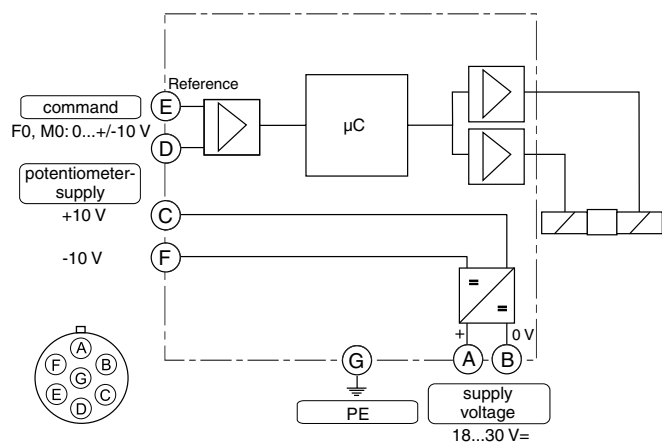 Reference
E
command
F0, M0: 0...+/-10 V
D
µC
potentiometer-
supply
+10 V
C
-10 V
F
=
=
+
0 V
A
B
G
PE
supply
voltage
18...30 V=
A
F
B
G
E
C
D